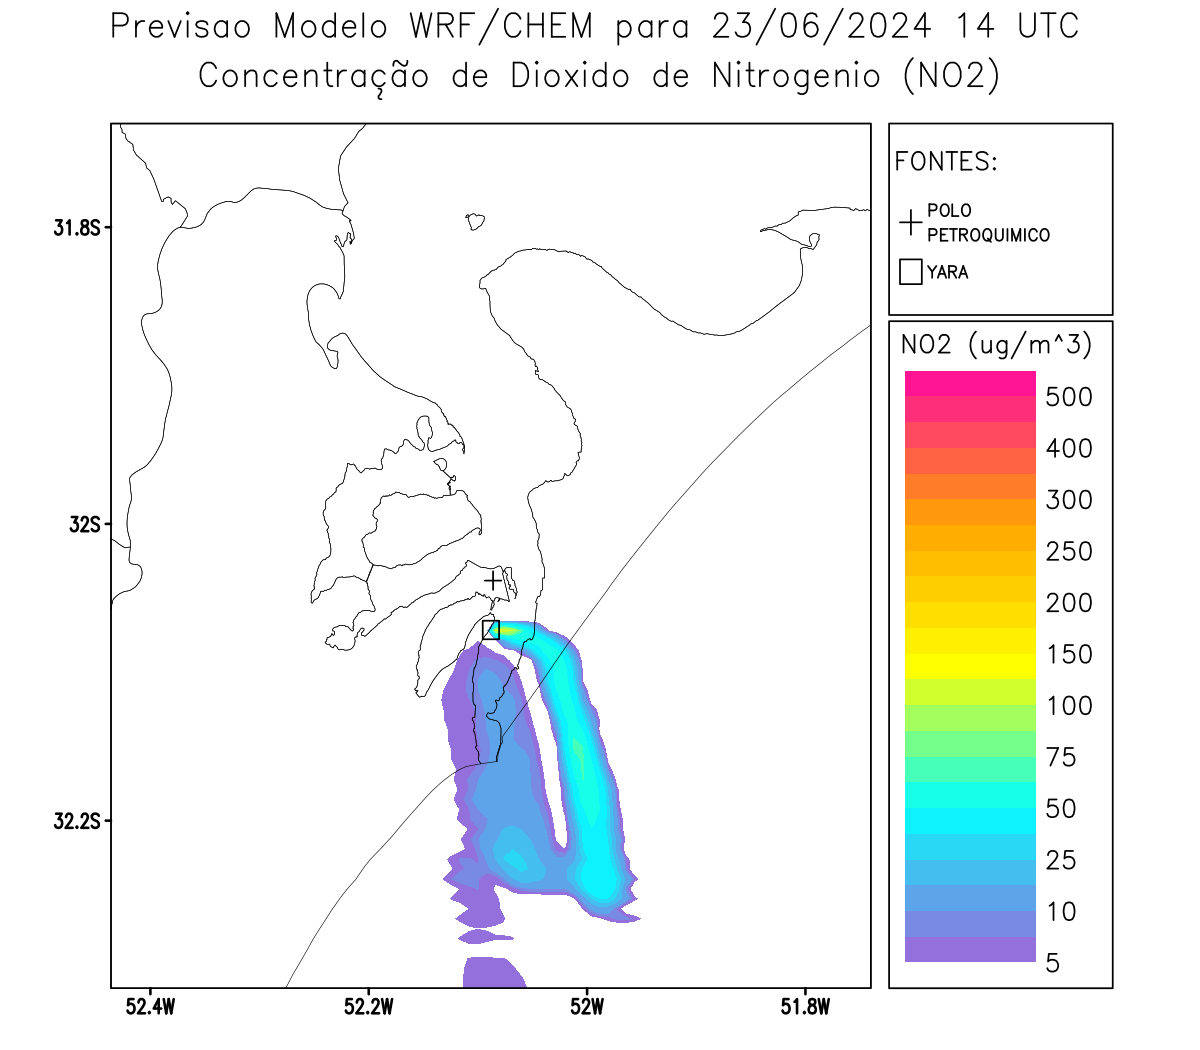 Previsao Modelo WRF/CHEM para 23/06/2024 14 UTC
Concentração de Dioxido de Nitrogenio (NO2)
FONTES:
POLO
PETROQUIMICO
YARA
NO2 (ug/m^3)
500
400
300
250
200
150
100
75
50
25
10
5
31.8S
32S
32.2S
52.4W
52.2W
52W
51.8W